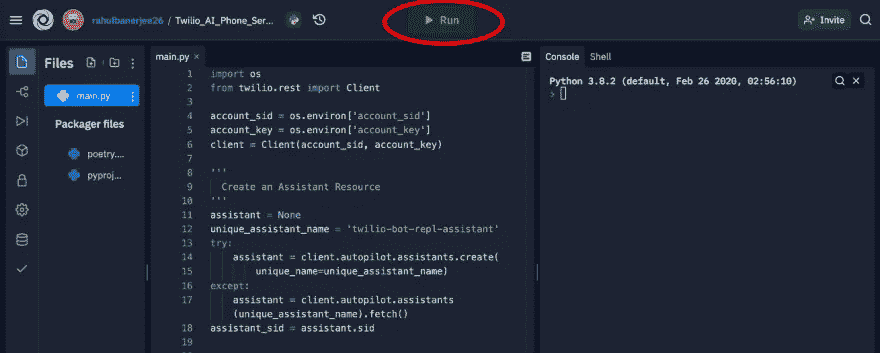 rahulbanerjee26 / Twilio_AI_Phone_Ser...
Run
Invite
Files
main.py
Packager files
poetry....
pyproj...
main.py ×
1 import os
2 from twilio.rest import Client
3
4 account_sid = os.environ['account_sid']
5 account_key = os.environ['account_key']
6 client = Client(account_sid, account_key)
7
8 '''
9 Create an Assistant Resource
10 '''
11 assistant = None
12 unique_assistant_name = 'twilio-bot-repl-assistant'
13 try:
14 assistant = client.autopilot.assistants.create(
15 unique_name=unique_assistant_name)
16 except:
17 assistant = client.autopilot.assistants
(unique_assistant_name).fetch()
18 assistant_sid = assistant.sid
19
Console Shell
Python 3.8.2 (default, Feb 26 2020, 02:56:10)
>